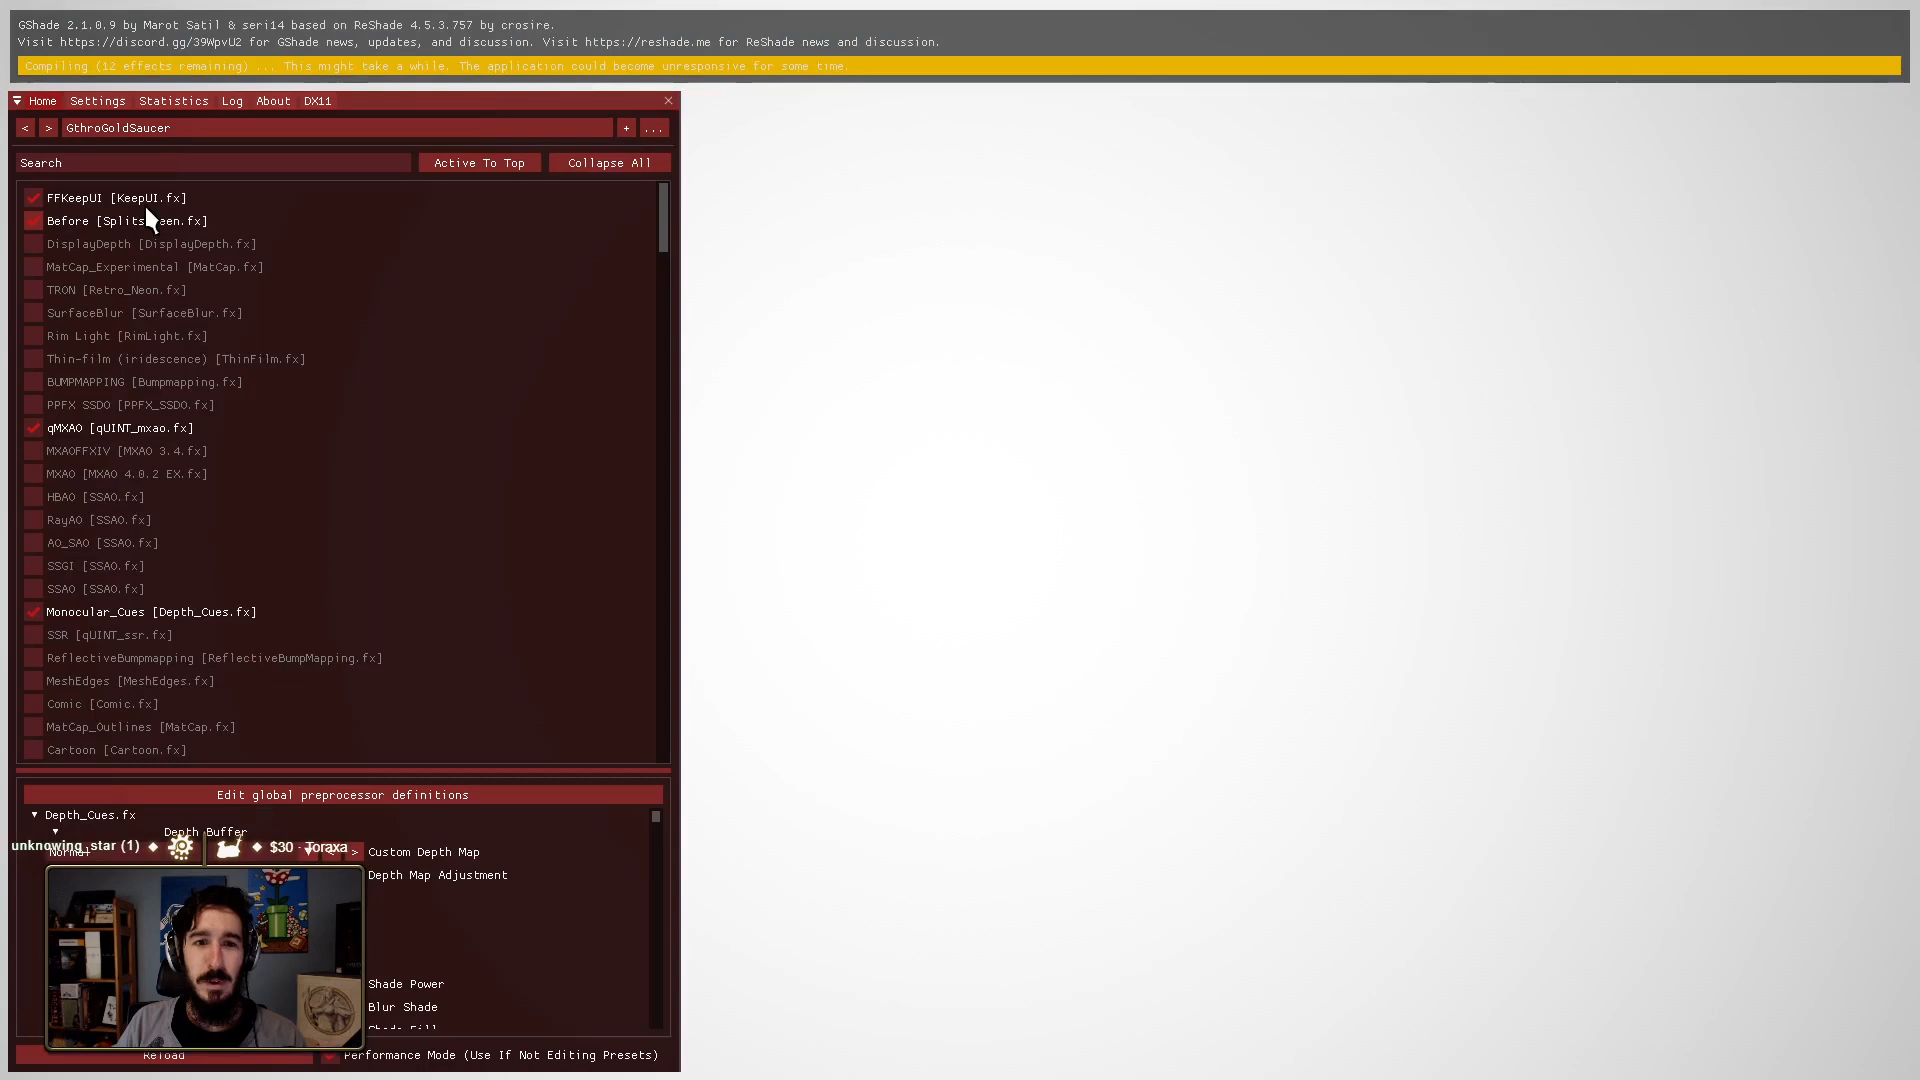 GShade 2.1.0.9 by Marot Satil & seri14 based on ReShade 4.5.3.757 by crosire.
Visit https://discord.gg/39WpvU2 for GShade news, updates, and discussion. Visit https://reshade.me for ReShade news and discussion.
Compiling (12 effects remaining) ... This might take a while. The application could become unresponsive for some time.
Home Settings Statistics Log About DX11
< > GthroGoldSaucer + ...
Search Active To Top Collapse All
FFKeepUI [KeepUI.fx]
Before
DisplayDepth [DisplayDepth.fx]
MatCap_Experimental [MatCap.fx]
TRON [Retro_Neon.fx]
SurfaceBlur [SurfaceBlur.fx]
Rim Light [RimLight.fx]
Thin-film (iridescence) [ThinFilm.fx]
BUMPMAPPING [Bumpmapping.fx]
PPFX SSDO [PPFX_SSDO.fx]
qMXAO [qUINT_mxao.fx]
MXAOFFXIV [MXAO 3.4.fx]
MXAO [MXAO 4.0.2 EX.fx]
HBAO [SSAO.fx]
RayAO [SSAO.fx]
AO_SAO [SSAO.fx]
SSGI [SSAO.fx]
SSAO [SSAO.fx]
Monocular_Cues [Depth_Cues.fx]
SSR [qUINT_ssr.fx]
ReflectiveBumpmapping [ReflectiveBumpMapping.fx]
MeshEdges [MeshEdges.fx]
Comic [Comic.fx]
MatCap_Outlines [MatCap.fx]
Cartoon [Cartoon.fx]
Edit global preprocessor definitions
Depth_Cues.fx
Depth Buffer
unknowing_star (1) $30 - Toraxa
Normal > Custom Depth Map
Depth Map Adjustment
Shade Power
Blur Shade
Shade Fill
Reload Performance Mode (Use If Not Editing Presets)